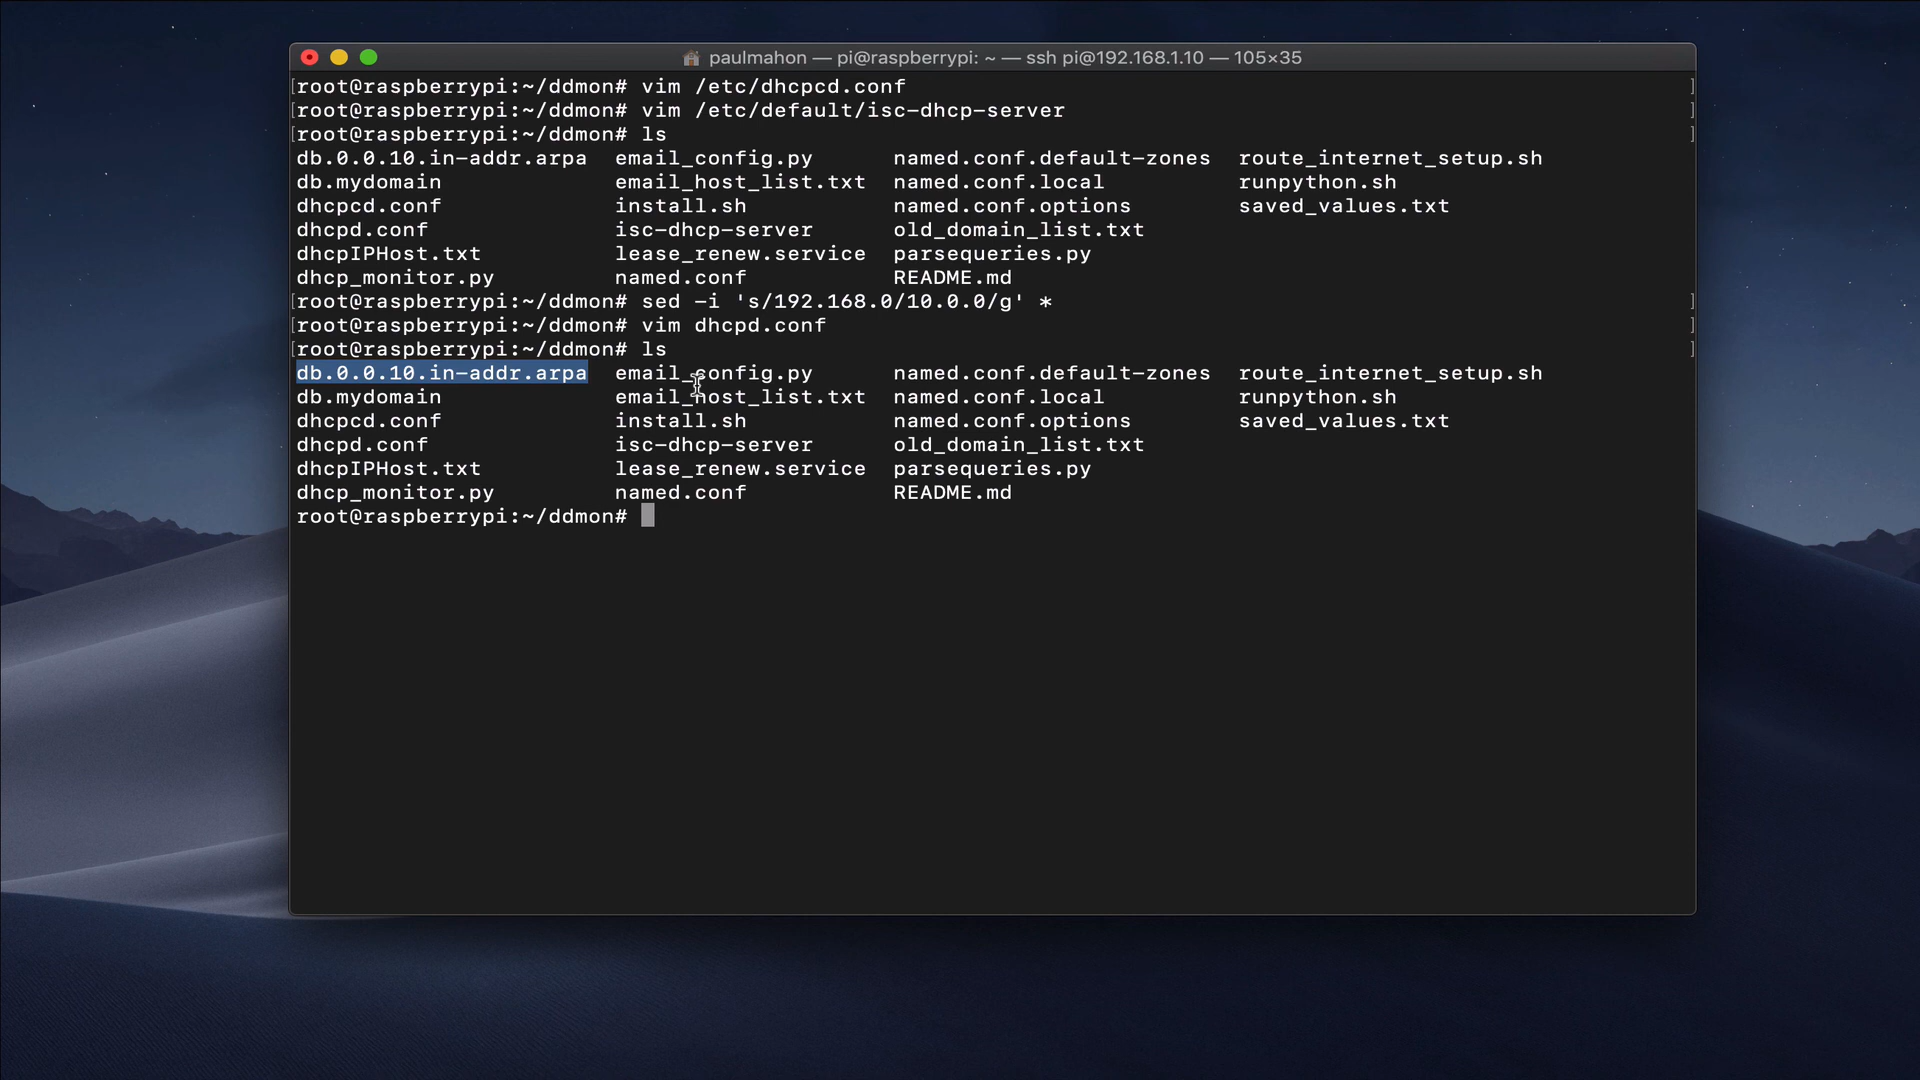 paulmahon — pi@raspberrypi: ~ — ssh pi@192.168.1.10 — 105×35
[root@raspberrypi:~/ddmon# vim /etc/dhcpcd.conf ]
[root@raspberrypi:~/ddmon# vim /etc/default/isc-dhcp-server ]
[root@raspberrypi:~/ddmon# ls ]
db.0.0.10.in-addr.arpa  email_config.py  named.conf.default-zones  route_internet_setup.sh
db.mydomain  email_host_list.txt  named.conf.local  runpython.sh
dhcpcd.conf  install.sh  named.conf.options  saved_values.txt
dhcpd.conf  isc-dhcp-server  old_domain_list.txt
dhcpIPHost.txt  lease_renew.service  parsequeries.py
dhcp_monitor.py  named.conf  README.md
[root@raspberrypi:~/ddmon# sed -i 's/192.168.0/10.0.0/g' * ]
[root@raspberrypi:~/ddmon# vim dhcpd.conf ]
[root@raspberrypi:~/ddmon# ls ]
db.0.0.10.in-addr.arpa  email_config.py  named.conf.default-zones  route_internet_setup.sh
db.mydomain  email_host_list.txt  named.conf.local  runpython.sh
dhcpcd.conf  install.sh  named.conf.options  saved_values.txt
dhcpd.conf  isc-dhcp-server  old_domain_list.txt
dhcpIPHost.txt  lease_renew.service  parsequeries.py
dhcp_monitor.py  named.conf  README.md
root@raspberrypi:~/ddmon#